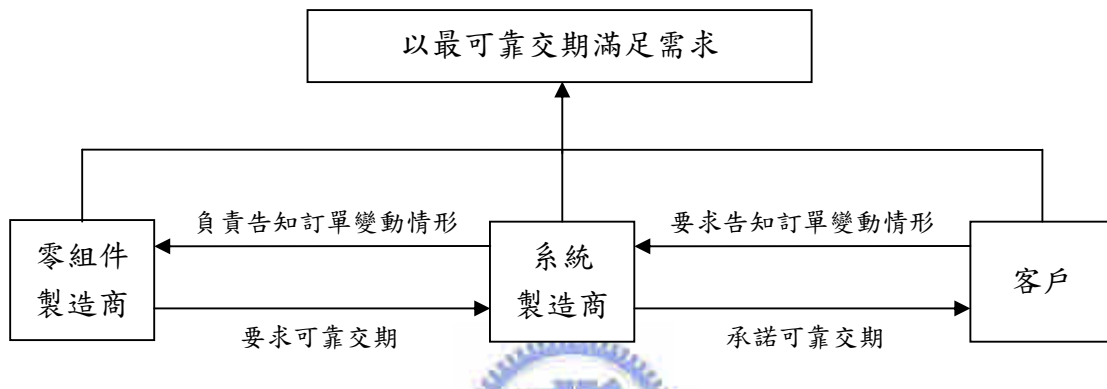 以最可靠交期滿足需求
負責告知訂單變動情形
要求告知訂單變動情形
零組件
製造商
系統
製造商
客戶
要求可靠交期
承諾可靠交期